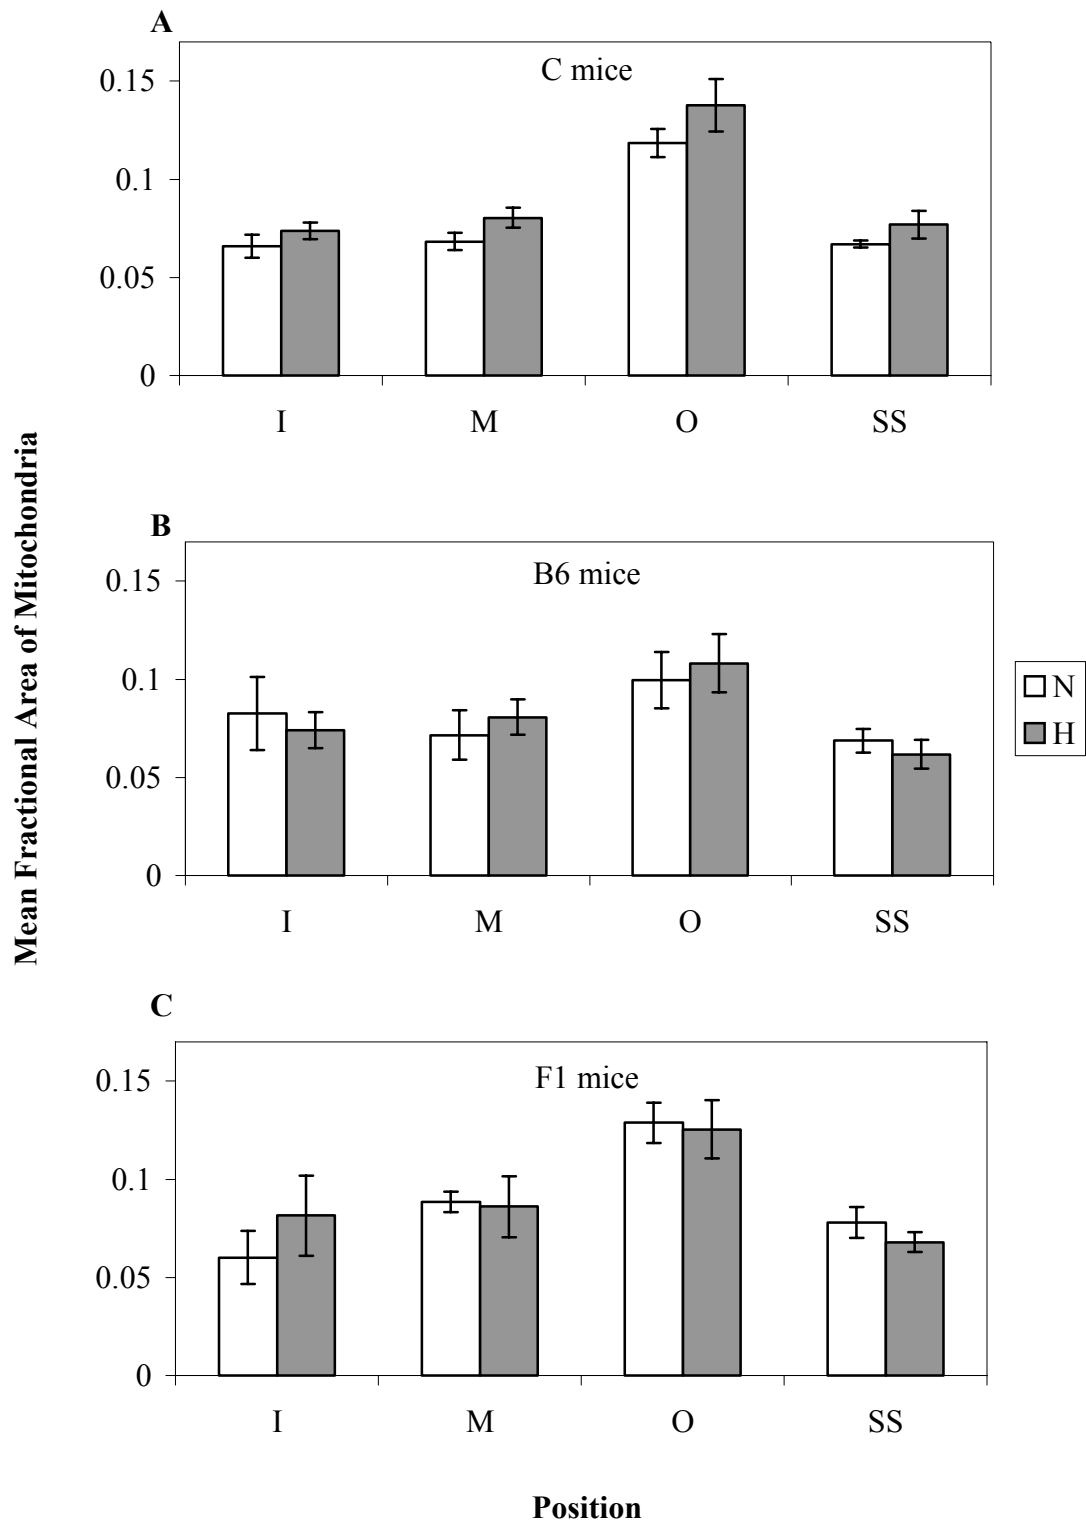 A
C mice
0.15
0.1
0.05
0
I M O SS
Mean Fractional Area of Mitochondria
B
B6 mice
0.15
0.1
0.05
0
I M O SS
N
H
C
F1 mice
0.15
0.1
0.05
0
I M O SS
Position